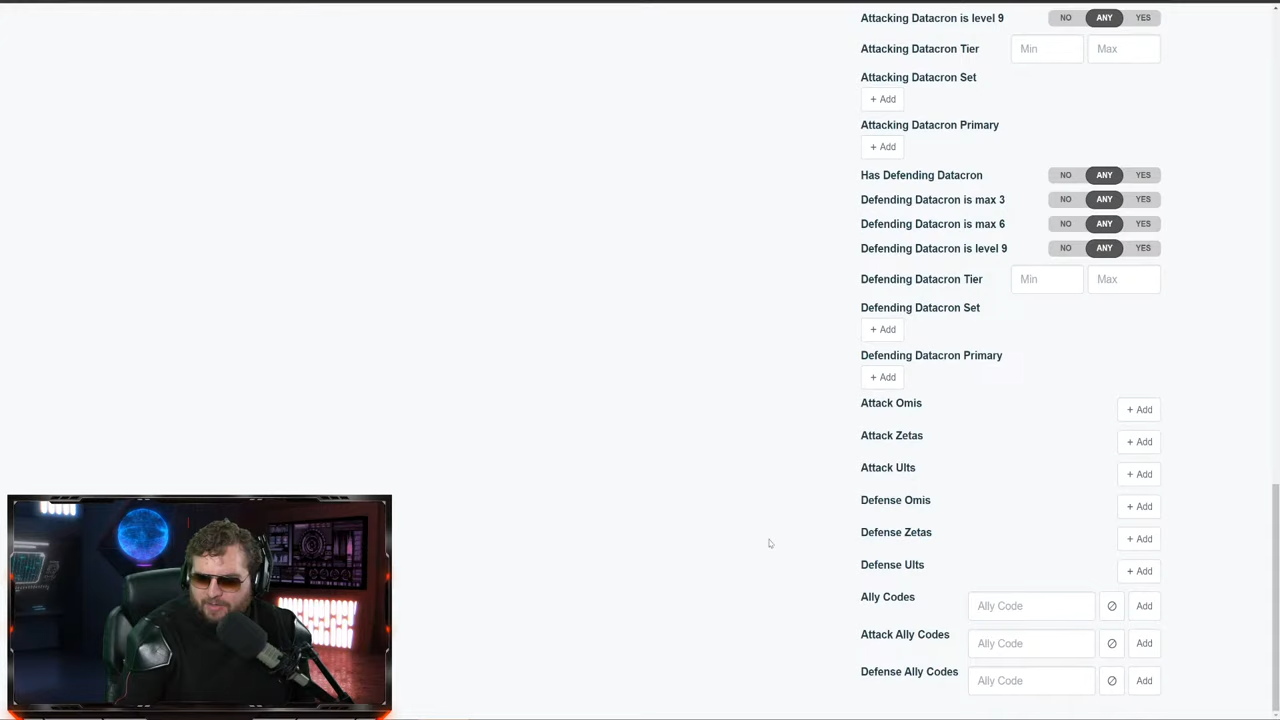 Attacking Datacron is level 9 NO ANY YES
Attacking Datacron Tier Min Max
Attacking Datacron Set
+ Add
Attacking Datacron Primary
+ Add
Has Defending Datacron NO ANY YES
Defending Datacron is max 3 NO ANY YES
Defending Datacron is max 6 NO ANY YES
Defending Datacron is level 9 NO ANY YES
Defending Datacron Tier Min Max
Defending Datacron Set
+ Add
Defending Datacron Primary
+ Add
Attack Omis + Add
Attack Zetas + Add
Attack Ults + Add
Defense Omis + Add
Defense Zetas + Add
Defense Ults + Add
Ally Codes Ally Code Add
Attack Ally Codes Ally Code Add
Defense Ally Codes Ally Code Add